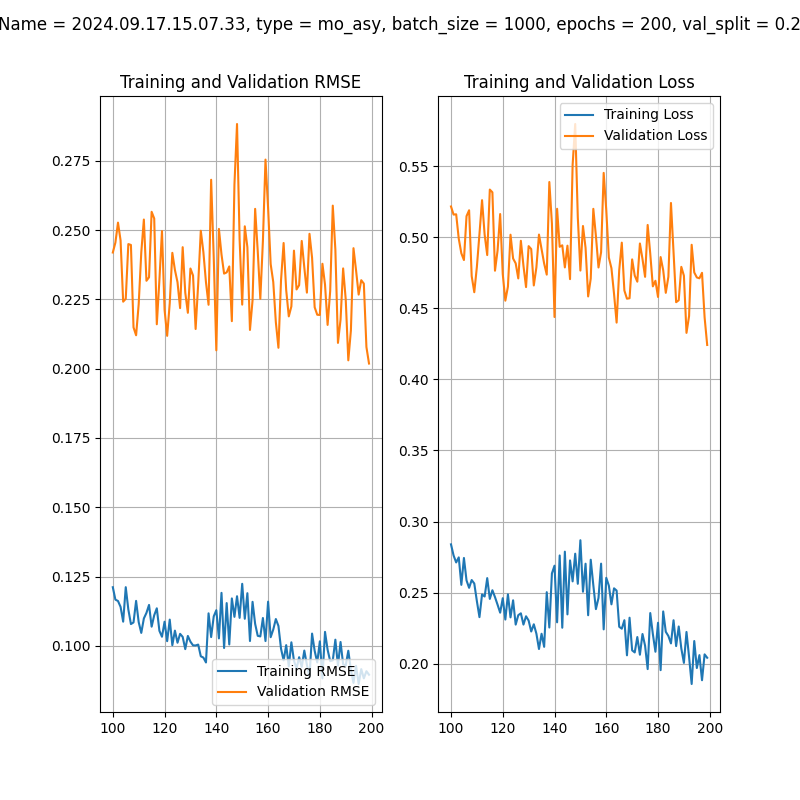 Name = 2024.09.17.15.07.33, type = mo_asy, batch_size = 1000, epochs = 200, val_split = 0.2
Training and Validation RMSE
0.275
0.250
0.225
0.200
0.175
0.150
0.125
0.100
Training RMSE
Validation RMSE
100 120 140 160 180 200
Training and Validation Loss
Training Loss
Validation Loss
0.55
0.50
0.45
0.40
0.35
0.30
0.25
0.20
100 120 140 160 180 200